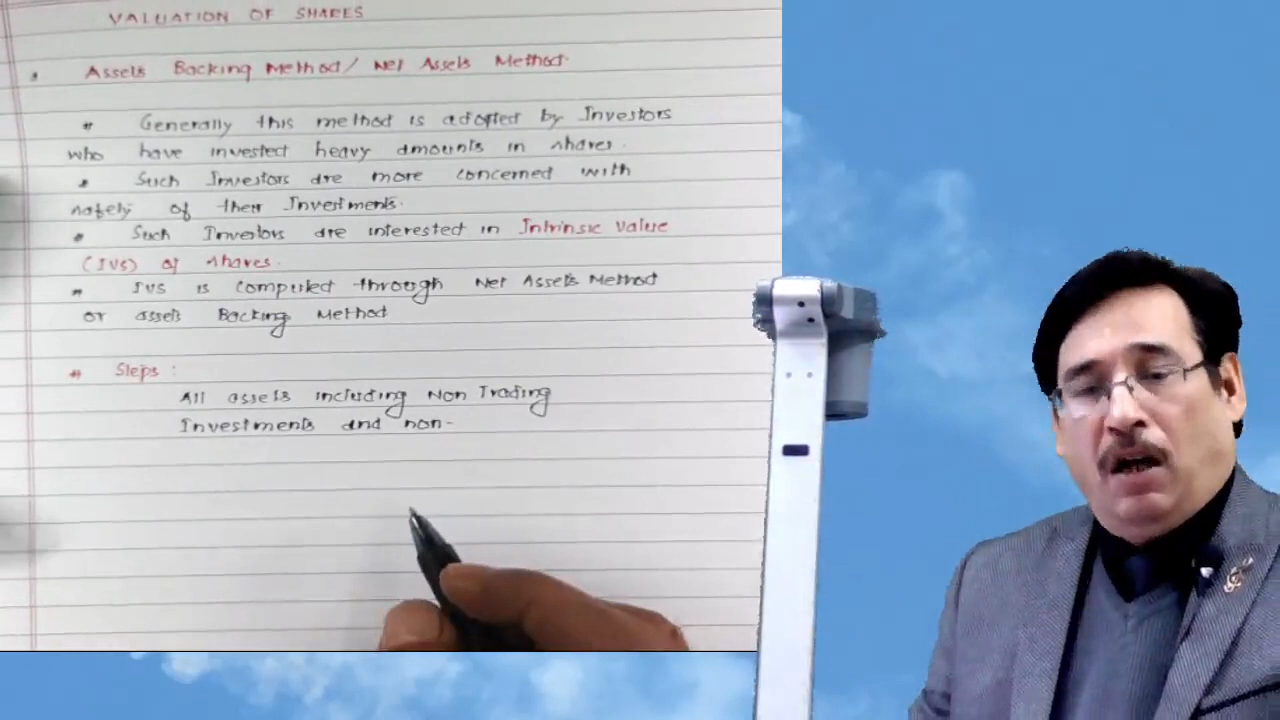 VALUATION OF SHARES
Assets Backing Method/ Net Assets Method.
Generally this method is adopted by Investors
who have invested heavy amounts in shares.
Such Investors are more concerned with
safety of their Investments.
Such Investors are interested in Intrinsic Value
(IVS) of shares.
IVS is computed through Net Assets Method
or assets Backing Method
Steps :
All assets including Non Trading
Investments and non-